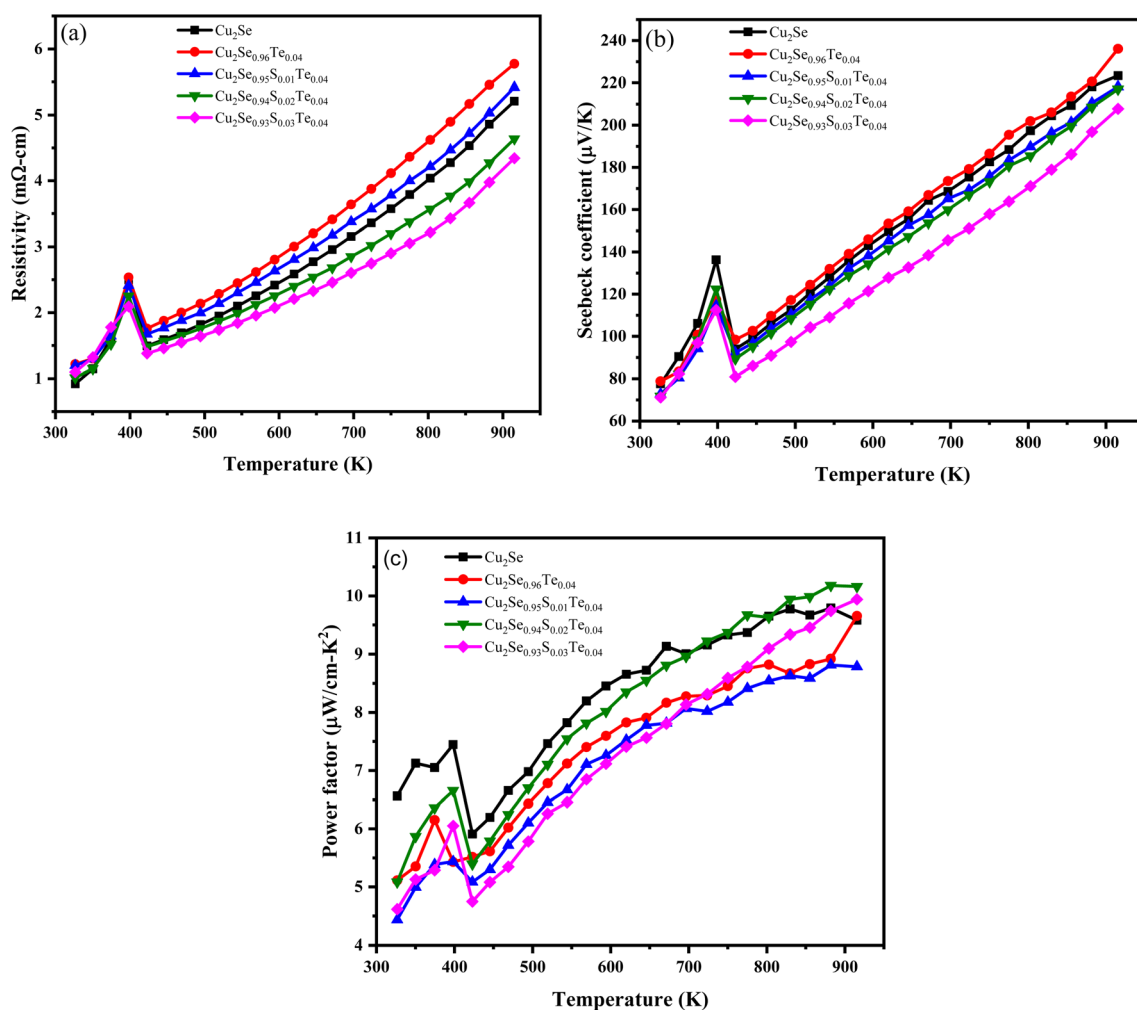 (a)
Cu₂Se
Cu₂Se₀.₉₆Te₀.₀₄
Cu₂Se₀.₉₅S₀.₀₁Te₀.₀₄
Cu₂Se₀.₉₄S₀.₀₂Te₀.₀₄
Cu₂Se₀.₉₃S₀.₀₃Te₀.₀₄
Resistivity (mΩ-cm)
6
5
4
3
2
1
300 400 500 600 700 800 900
Temperature (K)
(b)
Cu₂Se
Cu₂Se₀.₉₆Te₀.₀₄
Cu₂Se₀.₉₅S₀.₀₁Te₀.₀₄
Cu₂Se₀.₉₄S₀.₀₂Te₀.₀₄
Cu₂Se₀.₉₃S₀.₀₃Te₀.₀₄
Seebeck coefficient (μV/K)
240
220
200
180
160
140
120
100
80
60
300 400 500 600 700 800 900
Temperature (K)
(c)
Cu₂Se
Cu₂Se₀.₉₆Te₀.₀₄
Cu₂Se₀.₉₅S₀.₀₁Te₀.₀₄
Cu₂Se₀.₉₄S₀.₀₂Te₀.₀₄
Cu₂Se₀.₉₃S₀.₀₃Te₀.₀₄
Power factor (μW/cm-K²)
11
10
9
8
7
6
5
4
300 400 500 600 700 800 900
Temperature (K)